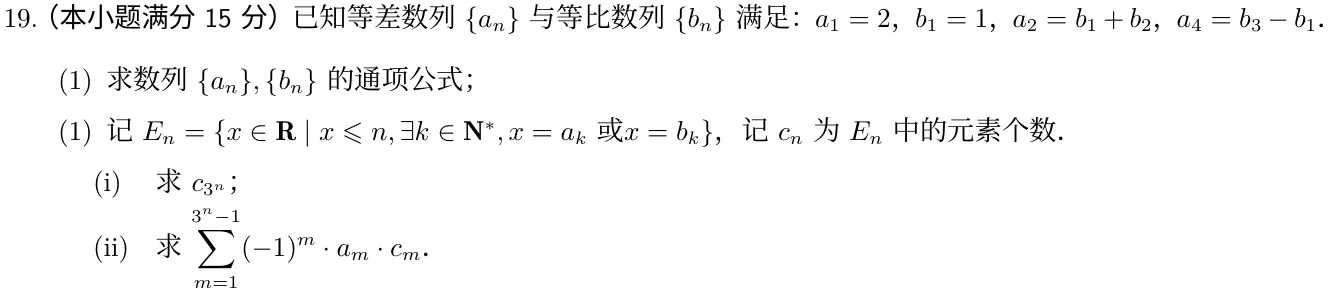 19.（本小题满分 15 分）已知等差数列 {aₙ} 与等比数列 {bₙ} 满足：a₁ = 2，b₁ = 1，a₂ = b₁ + b₂，a₄ = b₃ − b₁．
(1) 求数列 {aₙ}, {bₙ} 的通项公式；
(1) 记 Eₙ = {x ∈ R | x ⩽ n, ∃k ∈ N*, x = aₖ 或x = bₖ}，记 cₙ 为 Eₙ 中的元素个数．
(i) 求 c_{3ⁿ}；
(ii) 求 \sum_{m=1}^{3ⁿ−1} (−1)ᵐ · aₘ · cₘ．